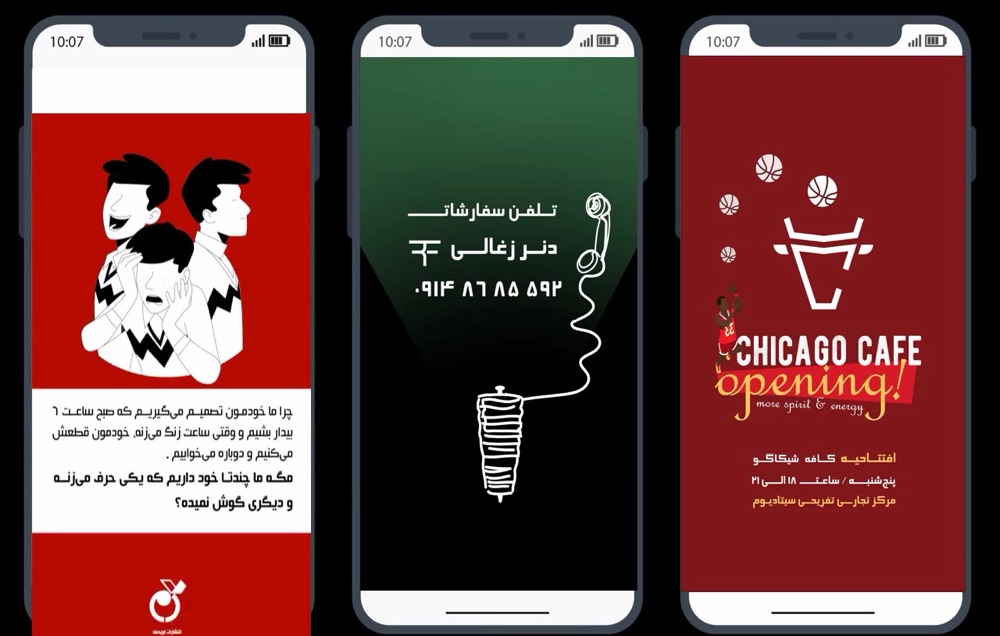 10:07
چرا ما خودمون تصمیم می‌گیریم که صبح ساعت ۶
بیدار بشیم و وقتی ساعت زنگ می‌زنه، خودمون قطعش
می‌کنیم و دوباره می‌خوابیم .
مگه ما چندتا خود داریم که یکی حرف می‌زنه
و دیگری گوش نمیده؟
10:07
تلفن سفارشات
دنر زغالی
۰۹۱۴ ۸۶ ۸۵ ۵۹۲
10:07
23
CHICAGO CAFE
opening!
more spirit & energy
افتتاحیه کافه شیکاگو
پنج‌شنبه / ساعت ۱۸ الی ۲۱
مرکز تجاری تفریحی سیتادیوم